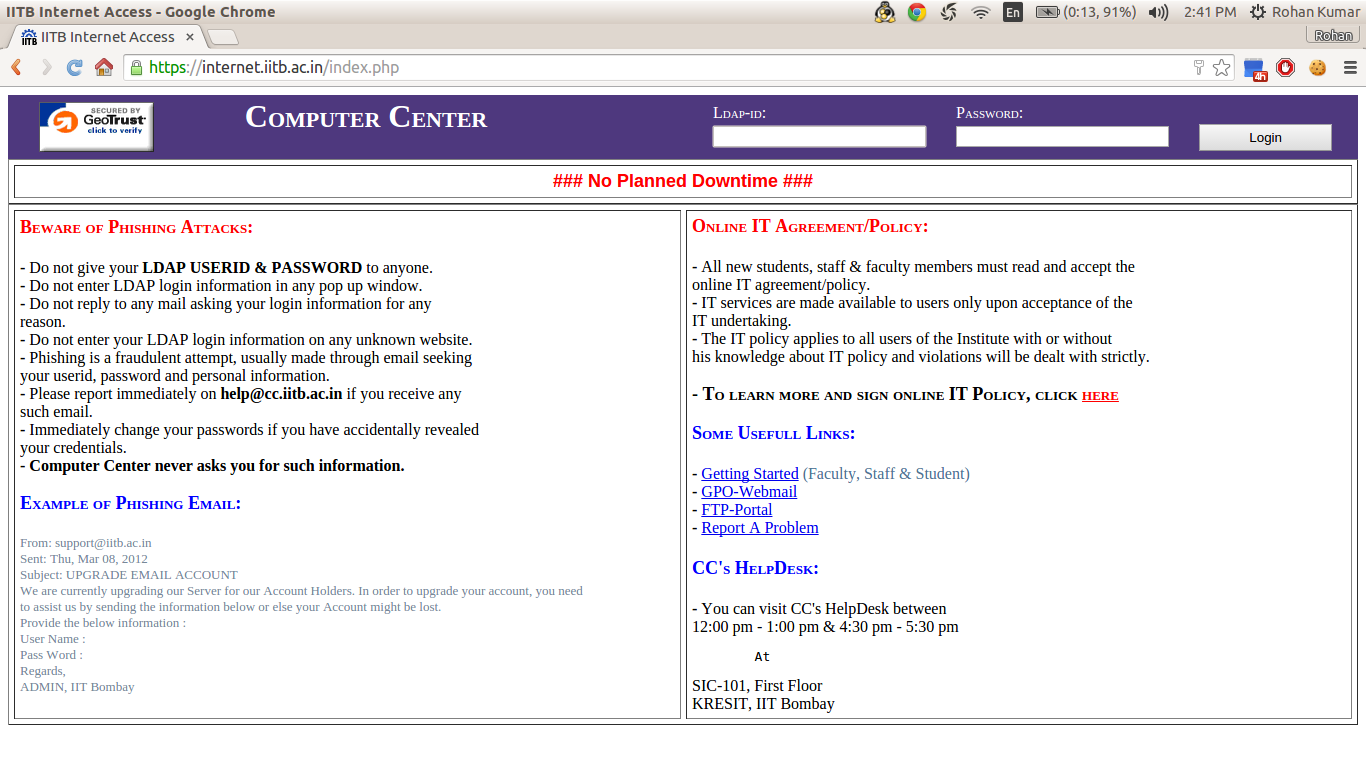 IITB Internet Access - Google Chrome
En (0:13, 91%) 2:41 PM Rohan Kumar
IITB Internet Access
Rohan
https://internet.iitb.ac.in/index.php
4h
SECURED BY
GeoTrust
click to verify
Computer Center
Ldap-id:
Password:
Login
### No Planned Downtime ###
Beware of Phishing Attacks:
- Do not give your LDAP USERID & PASSWORD to anyone.
- Do not enter LDAP login information in any pop up window.
- Do not reply to any mail asking your login information for any
reason.
- Do not enter your LDAP login information on any unknown website.
- Phishing is a fraudulent attempt, usually made through email seeking
your userid, password and personal information.
- Please report immediately on help@cc.iitb.ac.in if you receive any
such email.
- Immediately change your passwords if you have accidentally revealed
your credentials.
- Computer Center never asks you for such information.
Example of Phishing Email:
From: support@iitb.ac.in
Sent: Thu, Mar 08, 2012
Subject: UPGRADE EMAIL ACCOUNT
We are currently upgrading our Server for our Account Holders. In order to upgrade your account, you need
to assist us by sending the information below or else your Account might be lost.
Provide the below information :
User Name :
Pass Word :
Regards,
ADMIN, IIT Bombay
Online IT Agreement/Policy:
- All new students, staff & faculty members must read and accept the
online IT agreement/policy.
- IT services are made available to users only upon acceptance of the
IT undertaking.
- The IT policy applies to all users of the Institute with or without
his knowledge about IT policy and violations will be dealt with strictly.
- To learn more and sign online IT Policy, click here
Some Usefull Links:
- Getting Started (Faculty, Staff & Student)
- GPO-Webmail
- FTP-Portal
- Report A Problem
CC's HelpDesk:
- You can visit CC's HelpDesk between
12:00 pm - 1:00 pm & 4:30 pm - 5:30 pm
At
SIC-101, First Floor
KRESIT, IIT Bombay